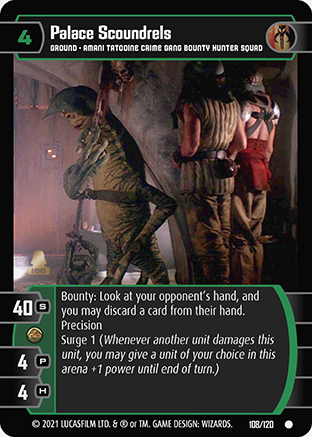 4 Palace Scoundrels
GROUND - AMANI TATOOINE CRIME GANG BOUNTY HUNTER SQUAD
IDC
40 S
4 P
4 H
Bounty: Look at your opponent's hand, and
you may discard a card from their hand.
Precision
Surge 1 (Whenever another unit damages this
unit, you may give a unit of your choice in this
arena +1 power until end of turn.)
© 2021 LUCASFILM LTD. & ® OR TM. GAME DESIGN: WIZARDS. 108/120